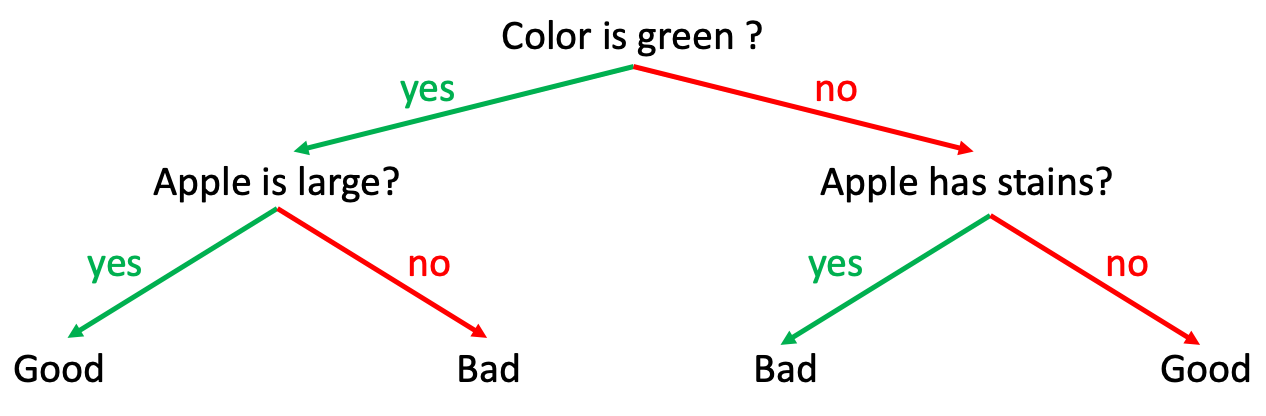 Color is green ?
yes
no
Apple is large?
Apple has stains?
yes
no
yes
no
Good
Bad
Bad
Good